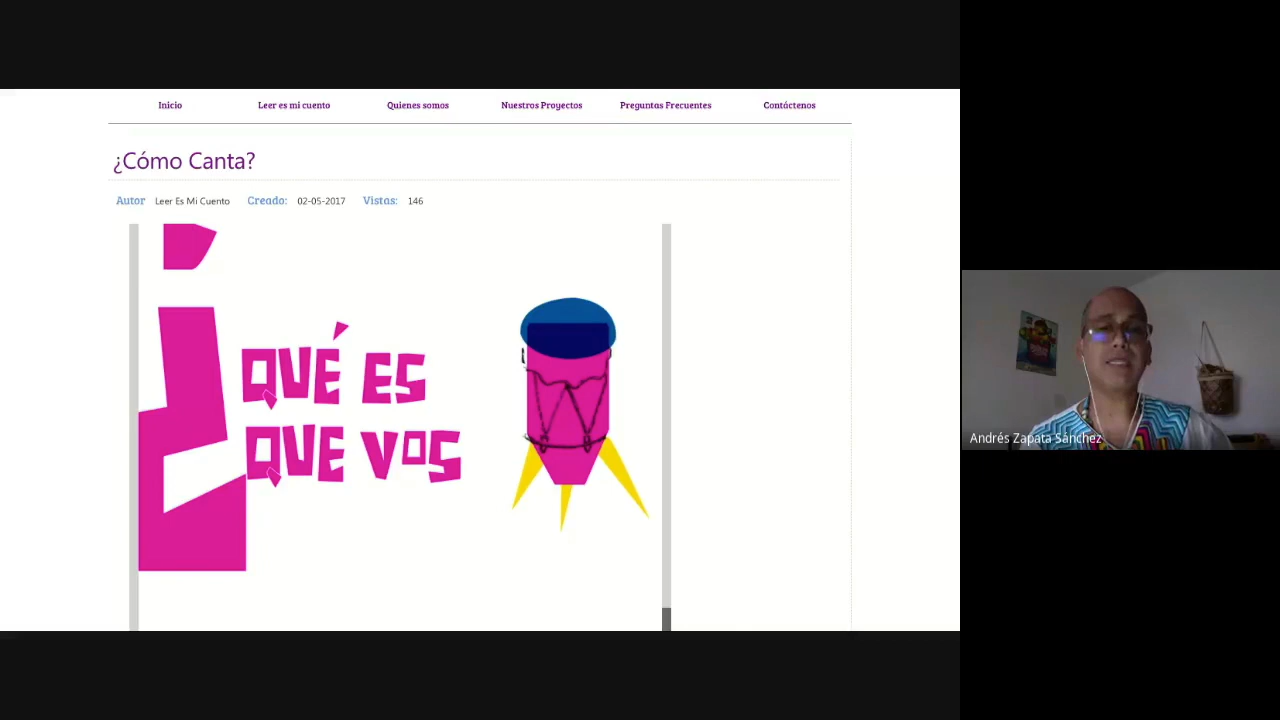 Inicio
Leer es mi cuento
Quienes somos
Nuestros Proyectos
Preguntas Frecuentes
Contáctenos
¿Cómo Canta?
Autor Leer Es Mi Cuento Creado: 02-05-2017 Vistas: 146
¿QUÉ ES
QUE VOS
Andrés Zapata Sánchez